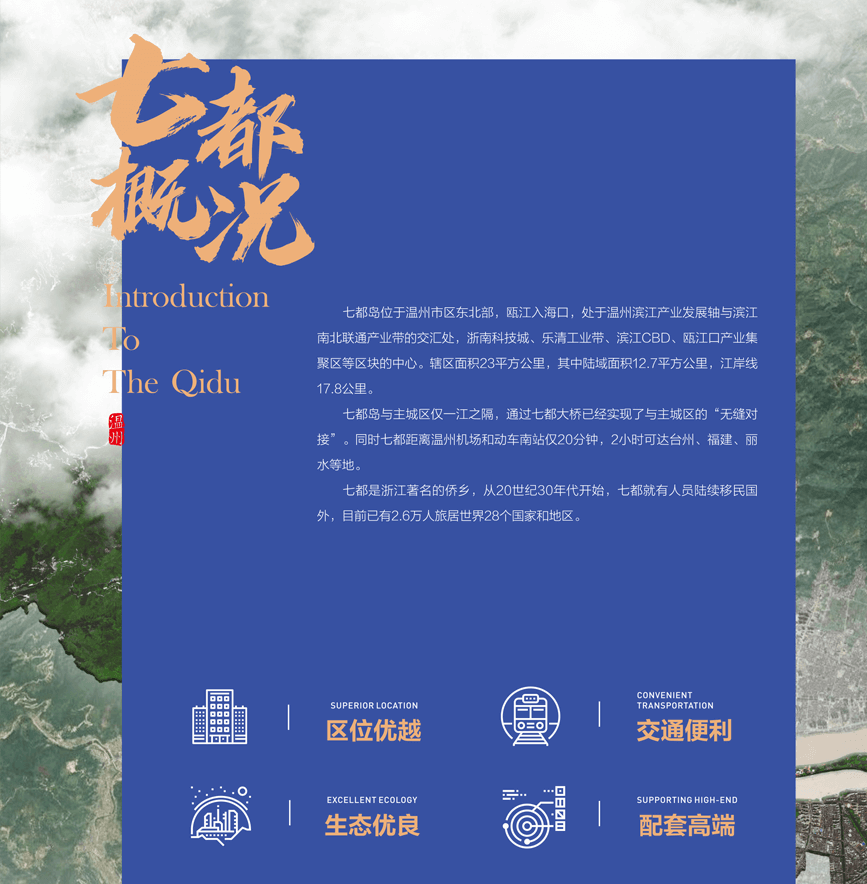 七都
概况
Introduction
To
The Qidu
温州
七都岛位于温州市区东北部，瓯江入海口，处于温州滨江产业发展轴与滨江
南北联通产业带的交汇处，浙南科技城、乐清工业带、滨江CBD、瓯江口产业集
聚区等区块的中心。辖区面积23平方公里，其中陆域面积12.7平方公里，江岸线
17.8公里。
七都岛与主城区仅一江之隔，通过七都大桥已经实现了与主城区的“无缝对
接”。同时七都距离温州机场和动车南站仅20分钟，2小时可达台州、福建、丽
水等地。
七都是浙江著名的侨乡，从20世纪30年代开始，七都就有人员陆续移民国
外，目前已有2.6万人旅居世界28个国家和地区。
SUPERIOR LOCATION
区位优越
CONVENIENT
TRANSPORTATION
交通便利
EXCELLENT ECOLOGY
生态优良
SUPPORTING HIGH-END
配套高端